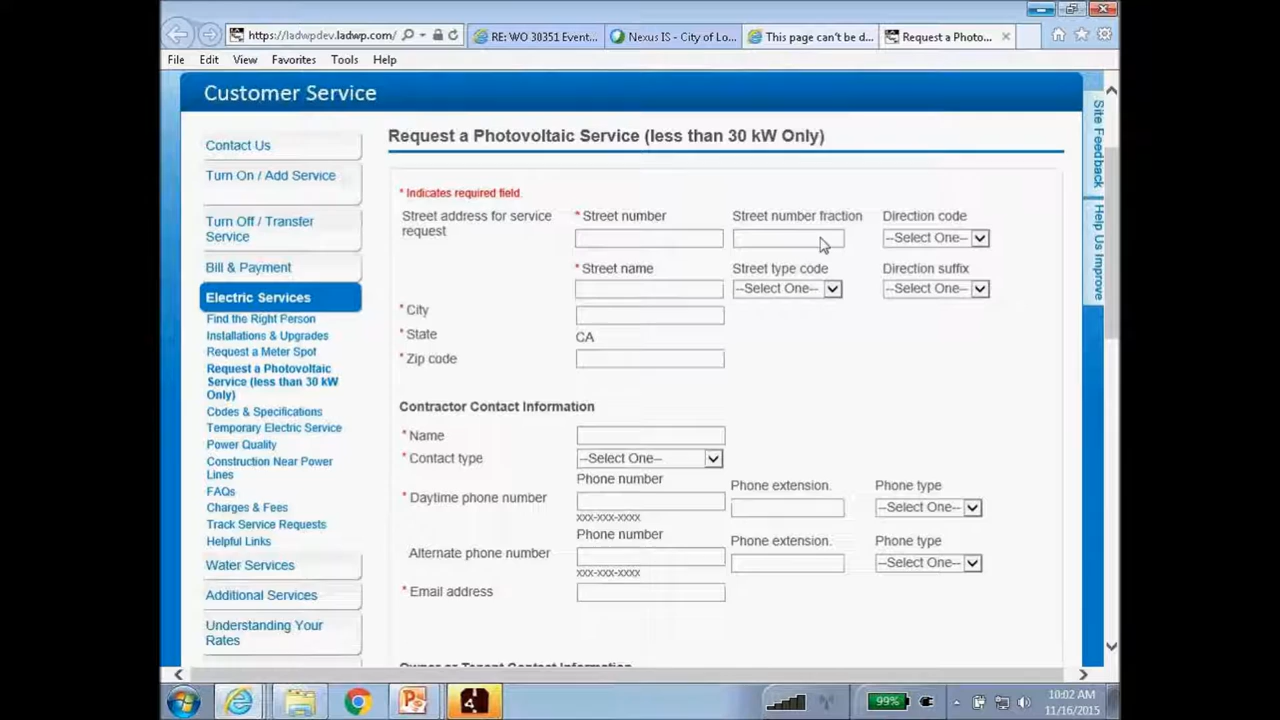 https://ladwpdev.ladwp.com/
RE: WO 30351 Event...
Nexus IS - City of Lo...
This page can't be d...
Request a Photo...
File Edit View Favorites Tools Help
Customer Service
Site Feedback
Help Us Improve
Contact Us
Turn On / Add Service
Turn Off / Transfer
Service
Bill & Payment
Electric Services
Find the Right Person
Installations & Upgrades
Request a Meter Spot
Request a Photovoltaic
Service (less than 30 kW
Only)
Codes & Specifications
Temporary Electric Service
Power Quality
Construction Near Power
Lines
FAQs
Charges & Fees
Track Service Requests
Helpful Links
Water Services
Additional Services
Understanding Your
Rates
Request a Photovoltaic Service (less than 30 kW Only)
* Indicates required field.
Street address for service
request
* Street number Street number fraction Direction code
--Select One--
* Street name Street type code Direction suffix
--Select One-- --Select One--
* City
* State CA
* Zip code
Contractor Contact Information
* Name
* Contact type --Select One--
Phone number Phone extension. Phone type
* Daytime phone number --Select One--
xxx-xxx-xxxx
Phone number Phone extension. Phone type
Alternate phone number --Select One--
xxx-xxx-xxxx
* Email address
Owner or Tenant Contact Information
99%
10:02 AM
11/16/2015